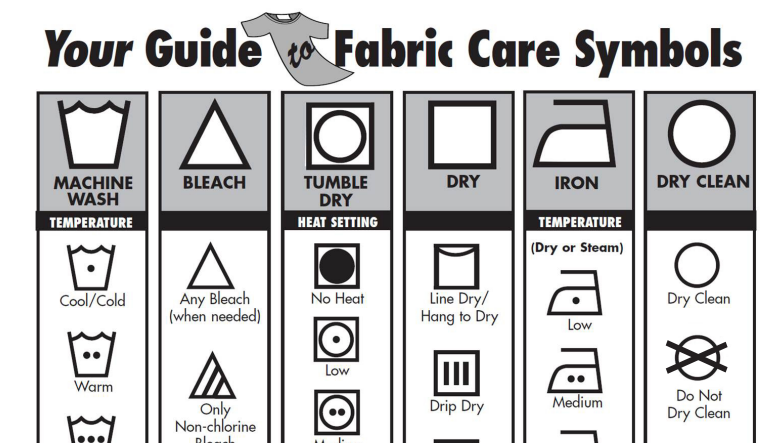 Your Guide to Fabric Care Symbols
MACHINE
WASH
TEMPERATURE
Cool/Cold
Warm
BLEACH
Any Bleach
(when needed)
Only
Non-chlorine
Bleach
TUMBLE
DRY
HEAT SETTING
No Heat
Low
Medium
DRY
Line Dry/
Hang to Dry
Drip Dry
IRON
TEMPERATURE
(Dry or Steam)
Low
Medium
DRY CLEAN
Dry Clean
Do Not
Dry Clean